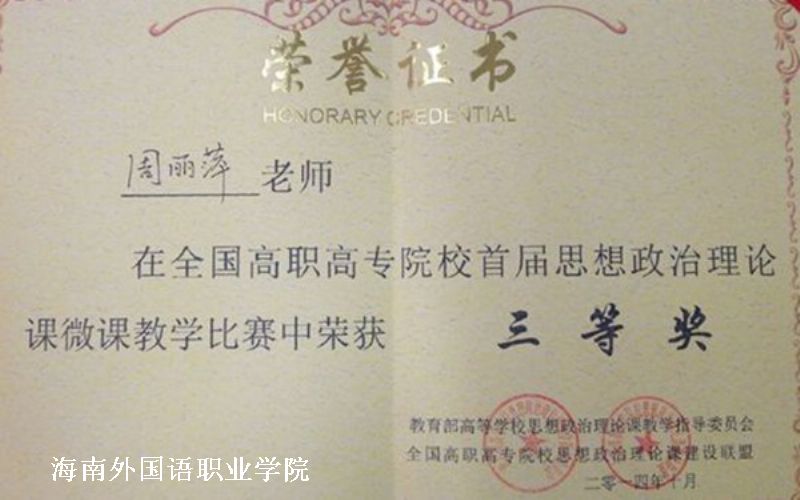 荣誉证书
HONORARY CREDENTIAL
周丽萍 老师
在全国高职高专院校首届思想政治理论
课微课教学比赛中荣获 三等奖
教育部高等学校思想政治理论课教学指导委员会
全国高职高专院校思想政治理论课建设联盟
二〇一四年十月
海南外国语职业学院